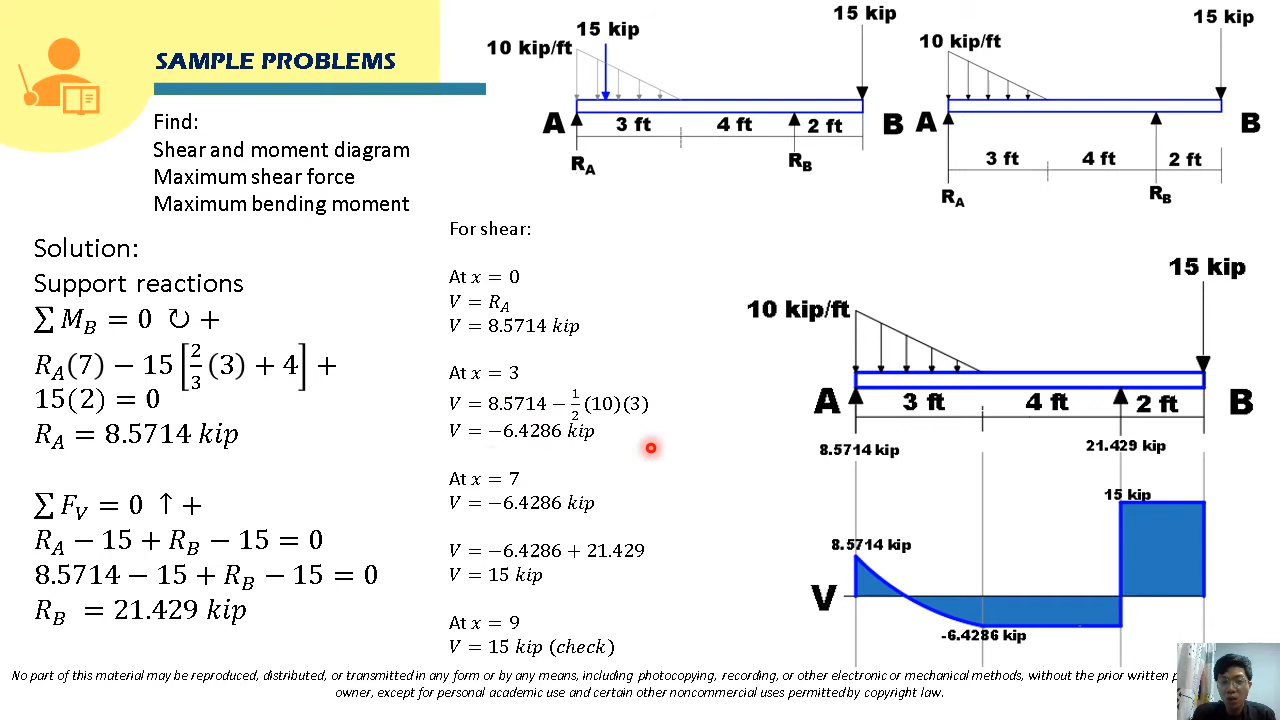 SAMPLE PROBLEMS
Find:
Shear and moment diagram
Maximum shear force
Maximum bending moment
Solution:
Support reactions
∑ M_B = 0 ↻ +
R_A(7) − 15 [2/3 (3) + 4] +
15(2) = 0
R_A = 8.5714 kip
∑ F_V = 0 ↑ +
R_A − 15 + R_B − 15 = 0
8.5714 − 15 + R_B − 15 = 0
R_B = 21.429 kip
For shear:
At x = 0
V = R_A
V = 8.5714 kip
At x = 3
V = 8.5714 − 1/2 (10)(3)
V = −6.4286 kip
At x = 7
V = −6.4286 kip
V = −6.4286 + 21.429
V = 15 kip
At x = 9
V = 15 kip (check)
15 kip
15 kip
10 kip/ft
A
3 ft
4 ft
2 ft
B
R_A
R_B
15 kip
10 kip/ft
A
B
3 ft
4 ft
2 ft
R_A
R_B
15 kip
10 kip/ft
A
3 ft
4 ft
2 ft
B
8.5714 kip
21.429 kip
15 kip
8.5714 kip
V
-6.4286 kip
No part of this material may be reproduced, distributed, or transmitted in any form or by any means, including photocopying, recording, or other electronic or mechanical methods, without the prior written
owner, except for personal academic use and certain other noncommercial uses permitted by copyright law.